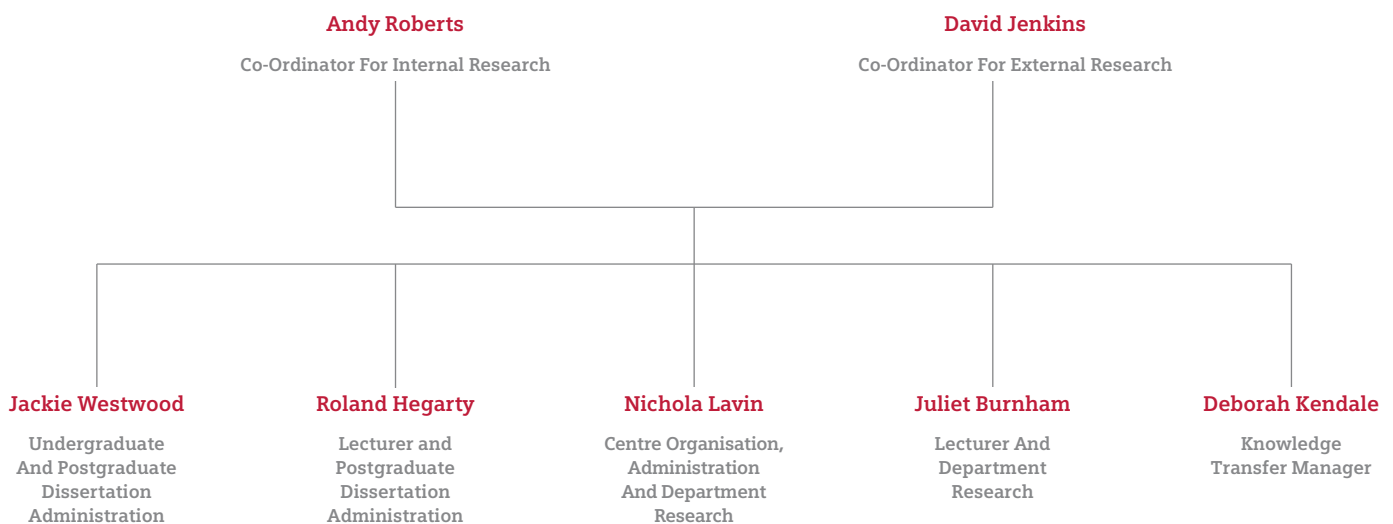 Andy Roberts
Co-Ordinator For Internal Research
David Jenkins
Co-Ordinator For External Research
Jackie Westwood
Undergraduate
And Postgraduate
Dissertation
Administration
Roland Hegarty
Lecturer and
Postgraduate
Dissertation
Administration
Nichola Lavin
Centre Organisation,
Administration
And Department
Research
Juliet Burnham
Lecturer And
Department
Research
Deborah Kendale
Knowledge
Transfer Manager